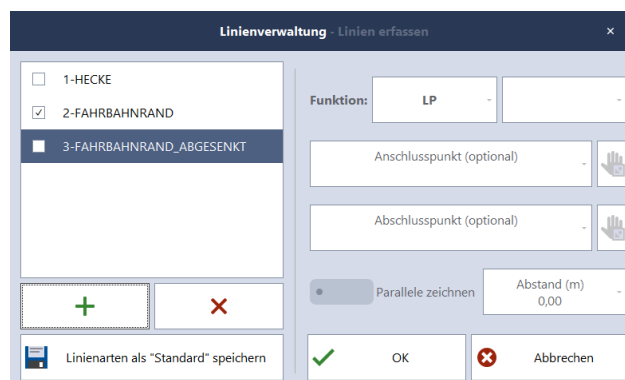 Linienverwaltung - Linien erfassen
1-HECKE
2-FAHRBAHNRAND
3-FAHRBAHNRAND_ABGESENKT
Linienarten als "Standard" speichern
Funktion:
LP
Anschlusspunkt (optional)
Abschlusspunkt (optional)
Parallele zeichnen
Abstand (m)
0,00
OK
Abbrechen